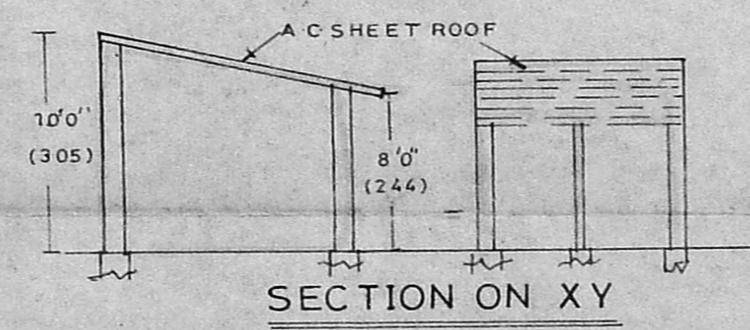 A C SHEET ROOF
10'0"
(305)
8'0"
(244)
SECTION ON XY